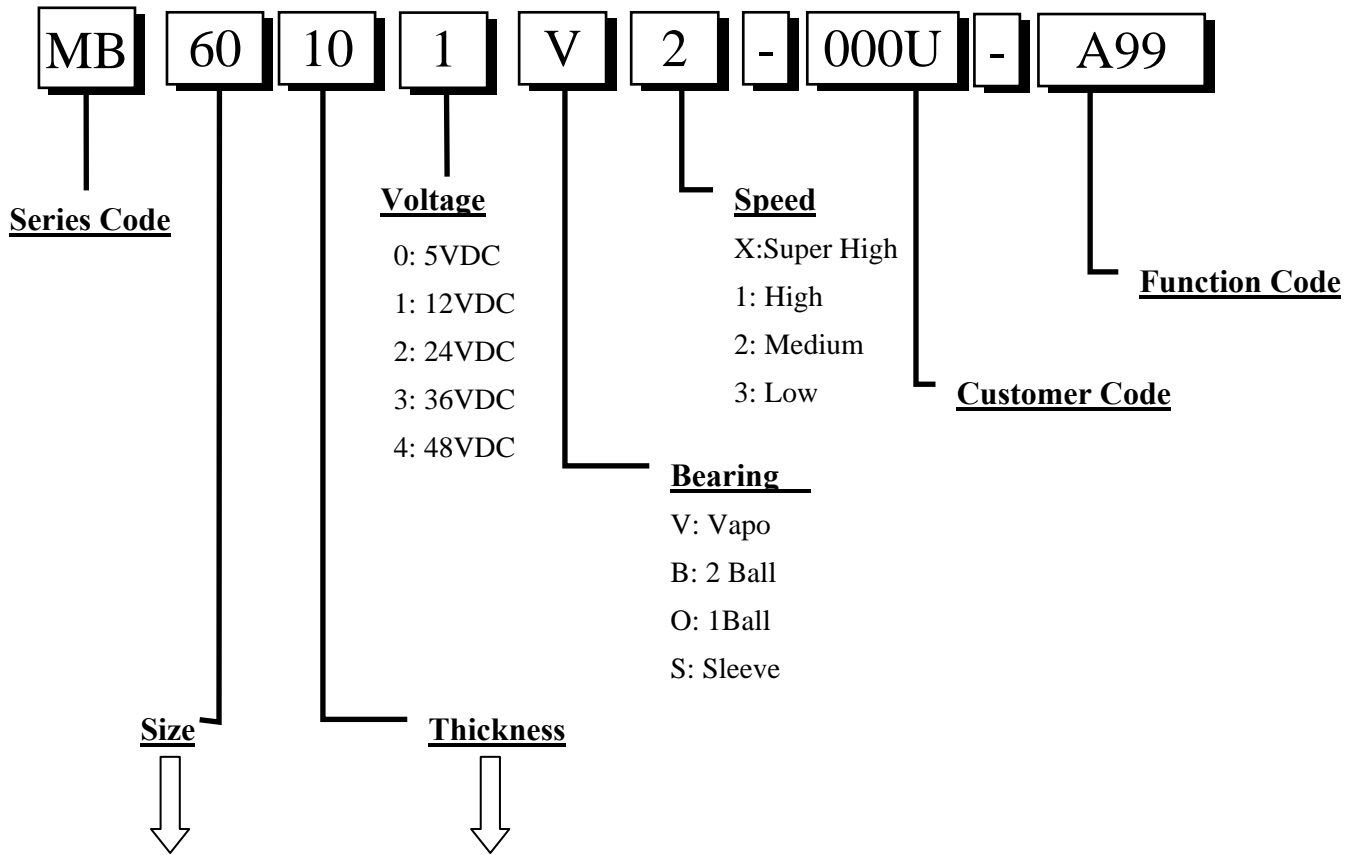 MB 60 10 1 V 2 - 000U - A99
Series Code
Voltage
0: 5VDC
1: 12VDC
2: 24VDC
3: 36VDC
4: 48VDC
Speed
X:Super High
1: High
2: Medium
3: Low
Function Code
Customer Code
Bearing
V: Vapo
B: 2 Ball
O: 1Ball
S: Sleeve
Size
Thickness